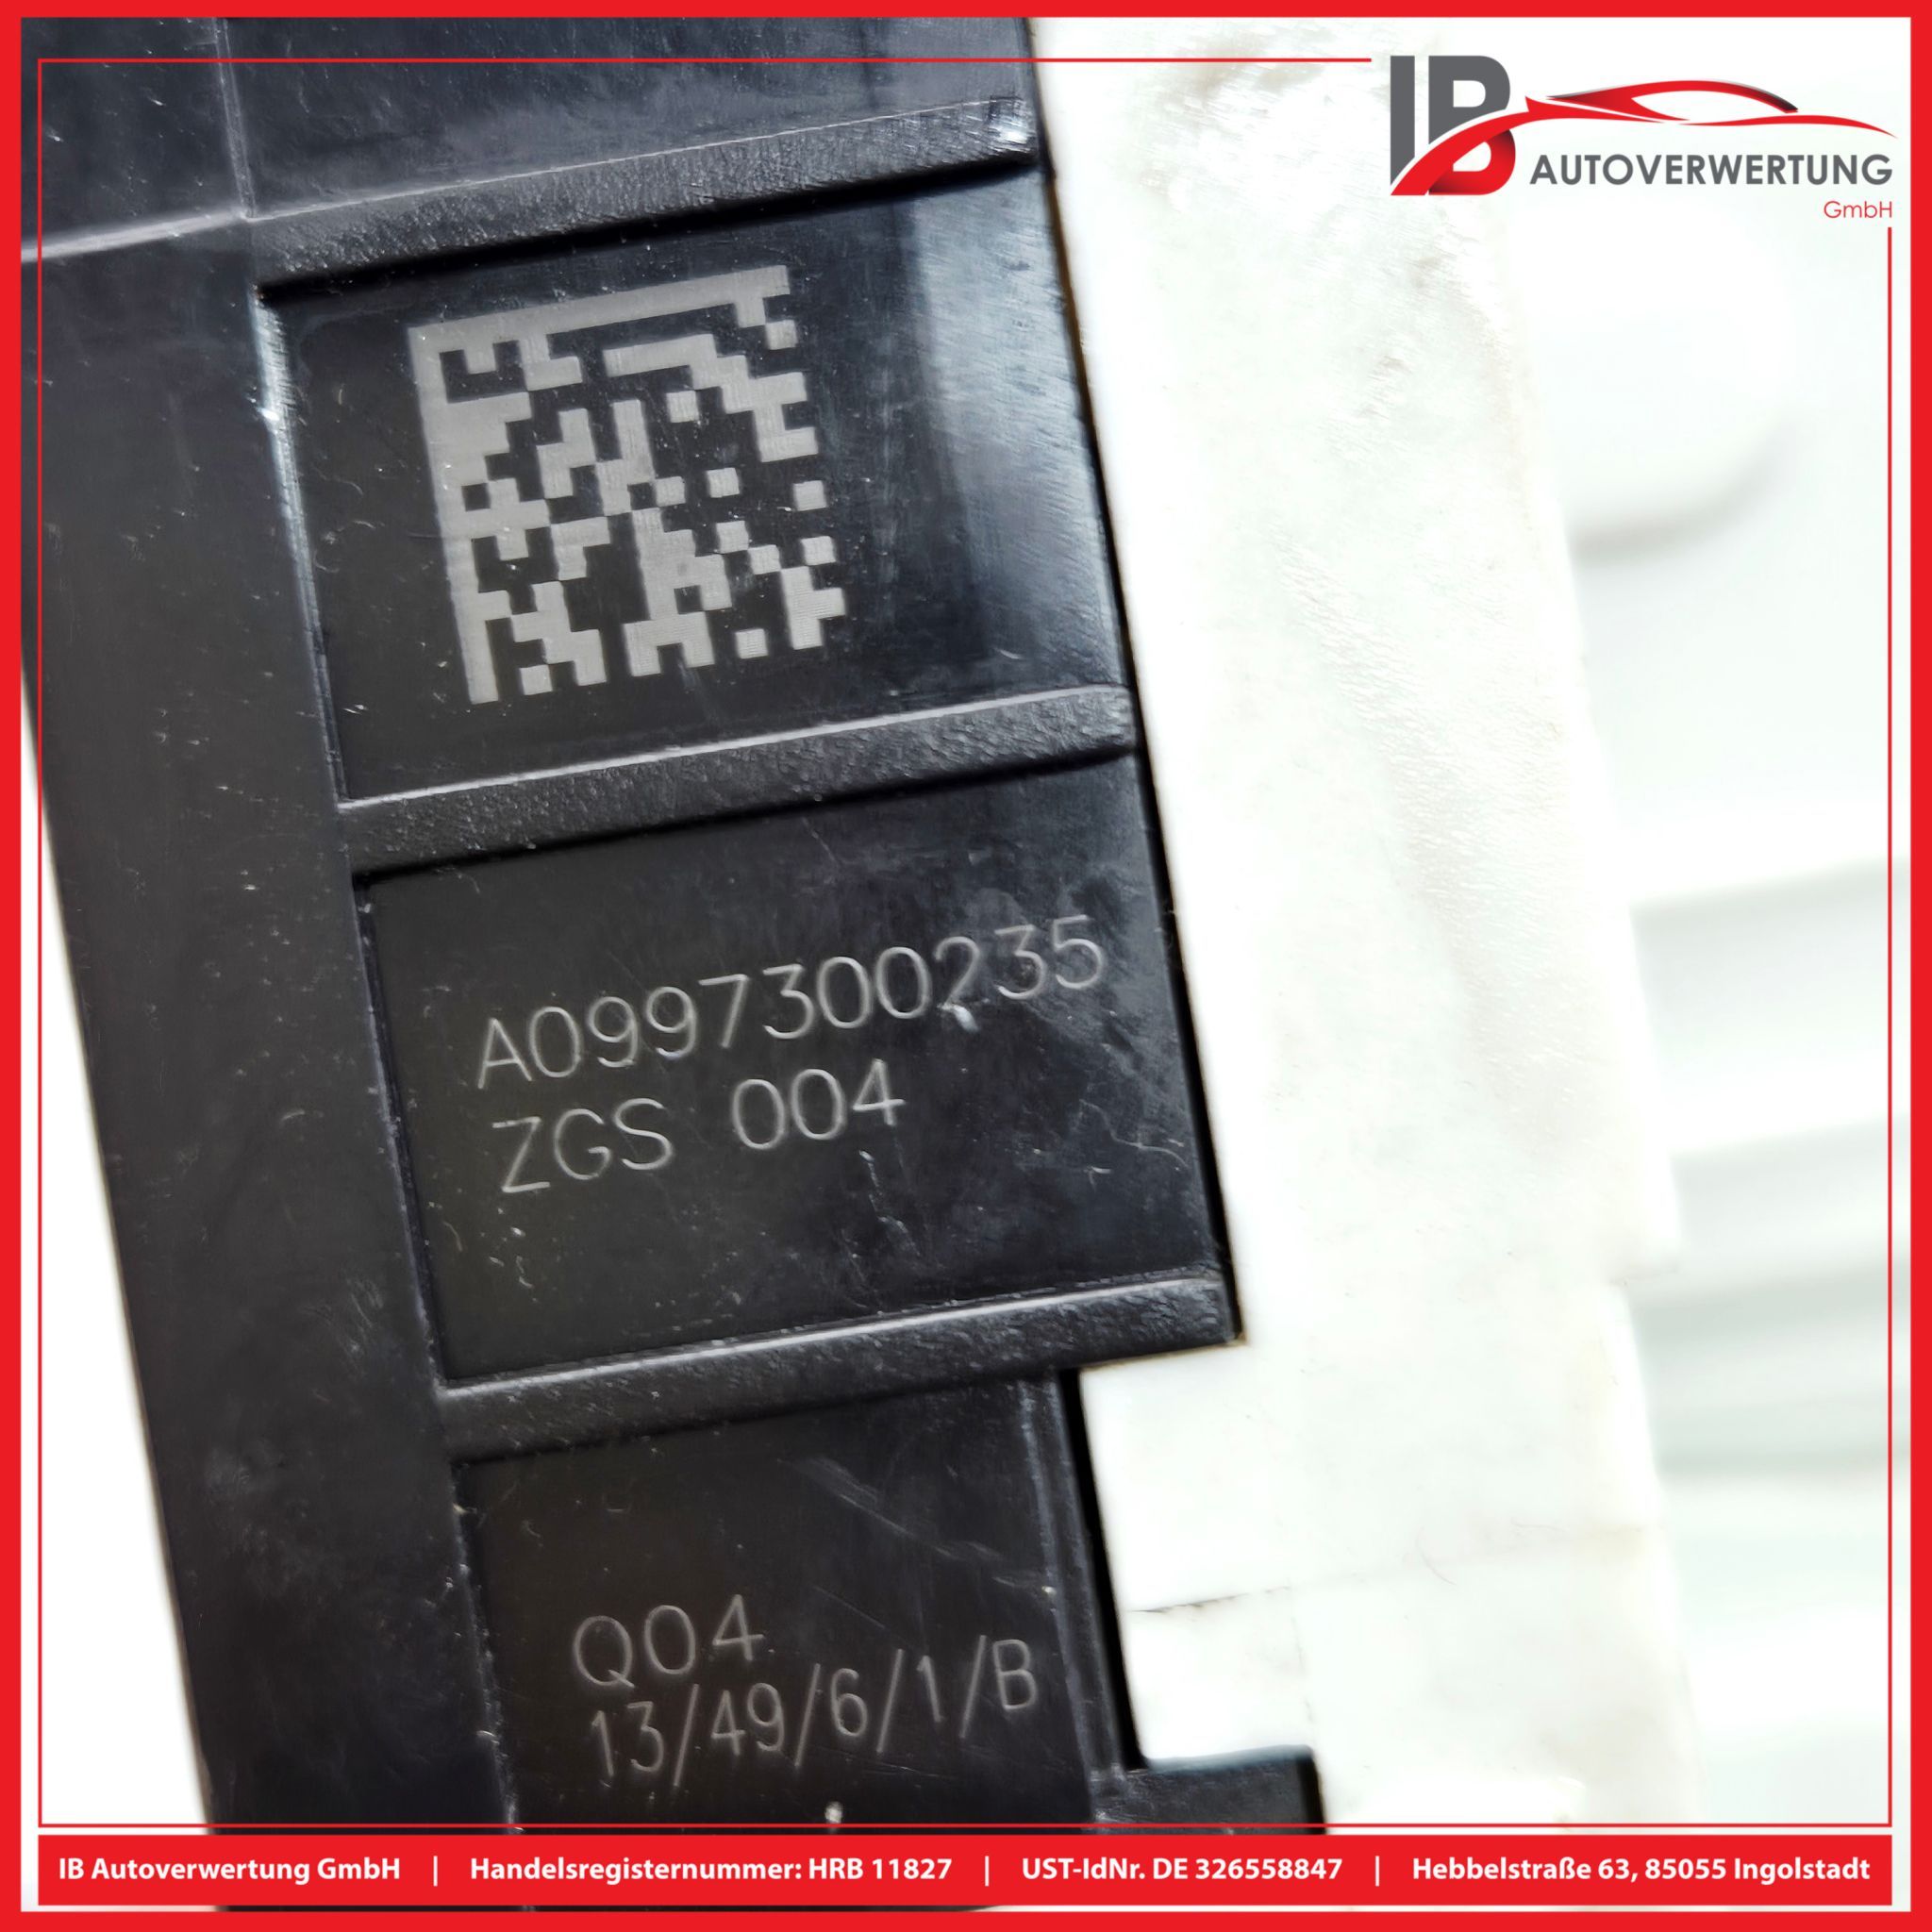 IB
AUTOVERWERTUNG
GmbH
A0997300235
ZGS 004
Q04
13/49/6/1/B
IB Autoverwertung GmbH | Handelsregisternummer: HRB 11827 | UST-IdNr. DE 326558847 | Hebbelstraße 63, 85055 Ingolstadt